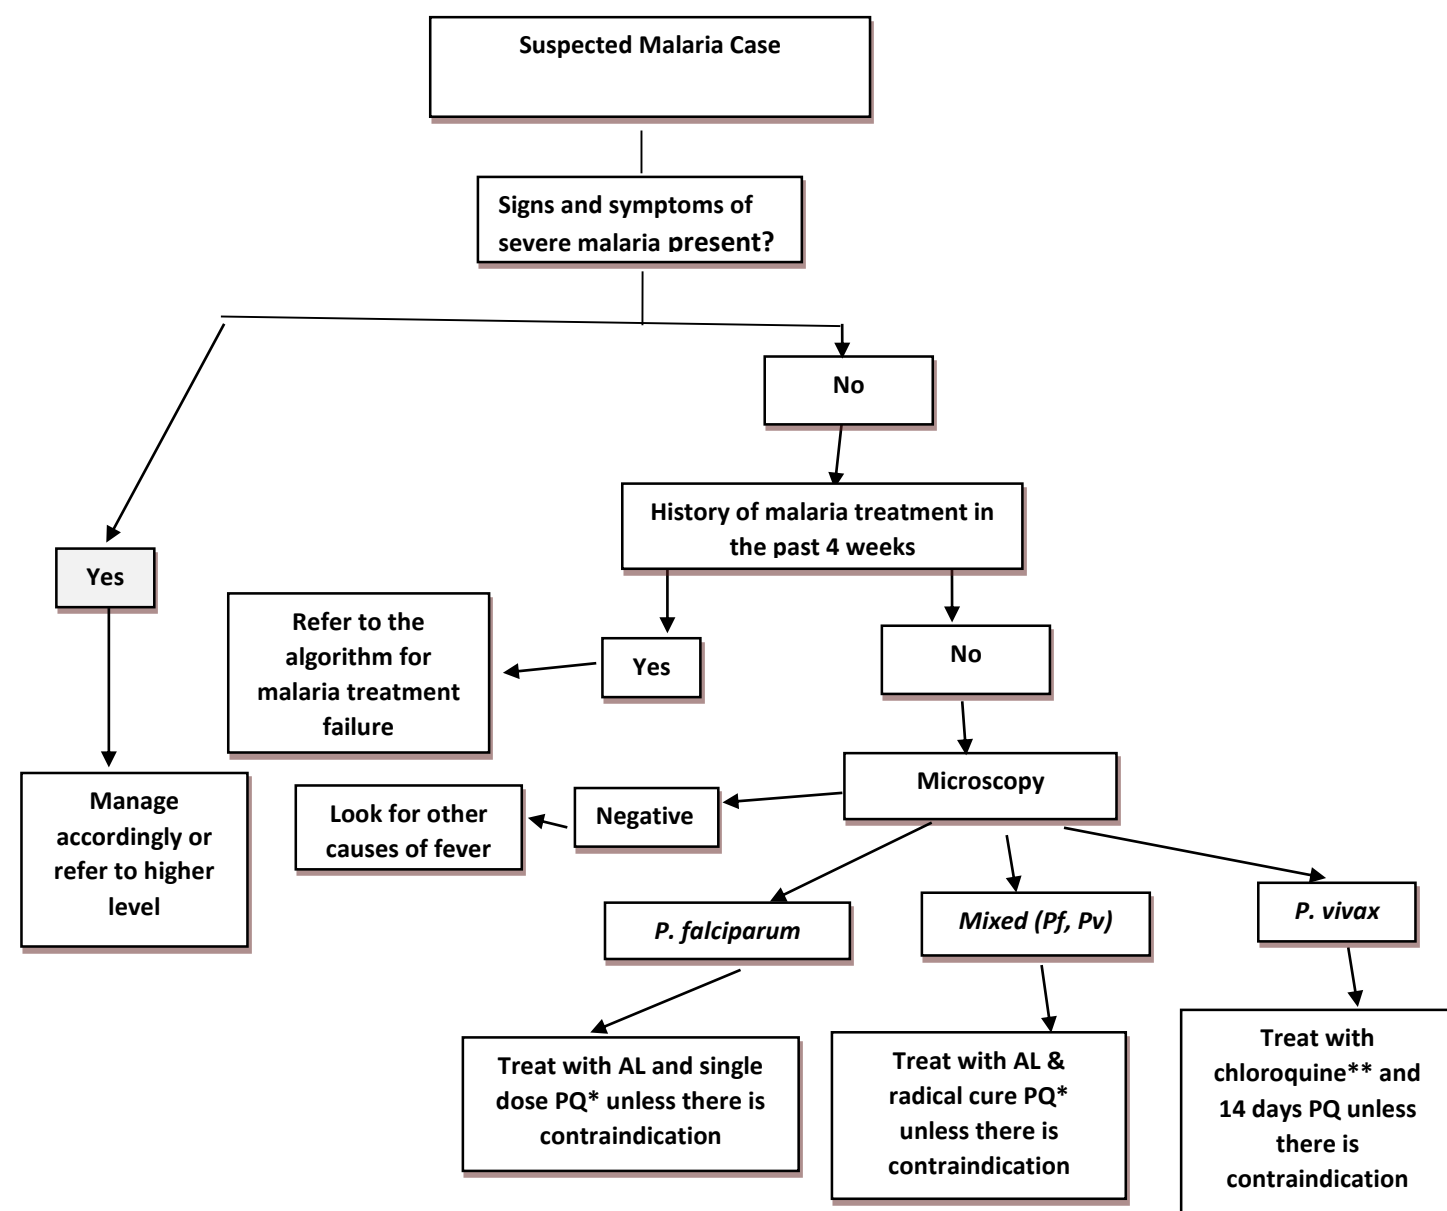 Suspected Malaria Case
Signs and symptoms of
severe malaria present?
No
History of malaria treatment in
the past 4 weeks
Yes
Refer to the
algorithm for
malaria treatment
failure
Yes
No
Manage
accordingly or
refer to higher
level
Look for other
causes of fever
Negative
Microscopy
P. falciparum
Mixed (Pf, Pv)
P. vivax
Treat with AL and single
dose PQ* unless there is
contraindication
Treat with AL &
radical cure PQ*
unless there is
contraindication
Treat with
chloroquine** and
14 days PQ unless
there is
contraindication